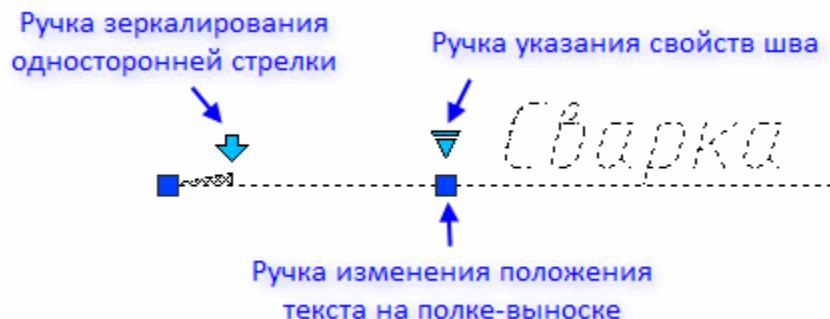 Ручка зеркалирования
односторонней стрелки
Ручка указания свойств шва
Сварка
Ручка изменения положения
текста на полке-выноске